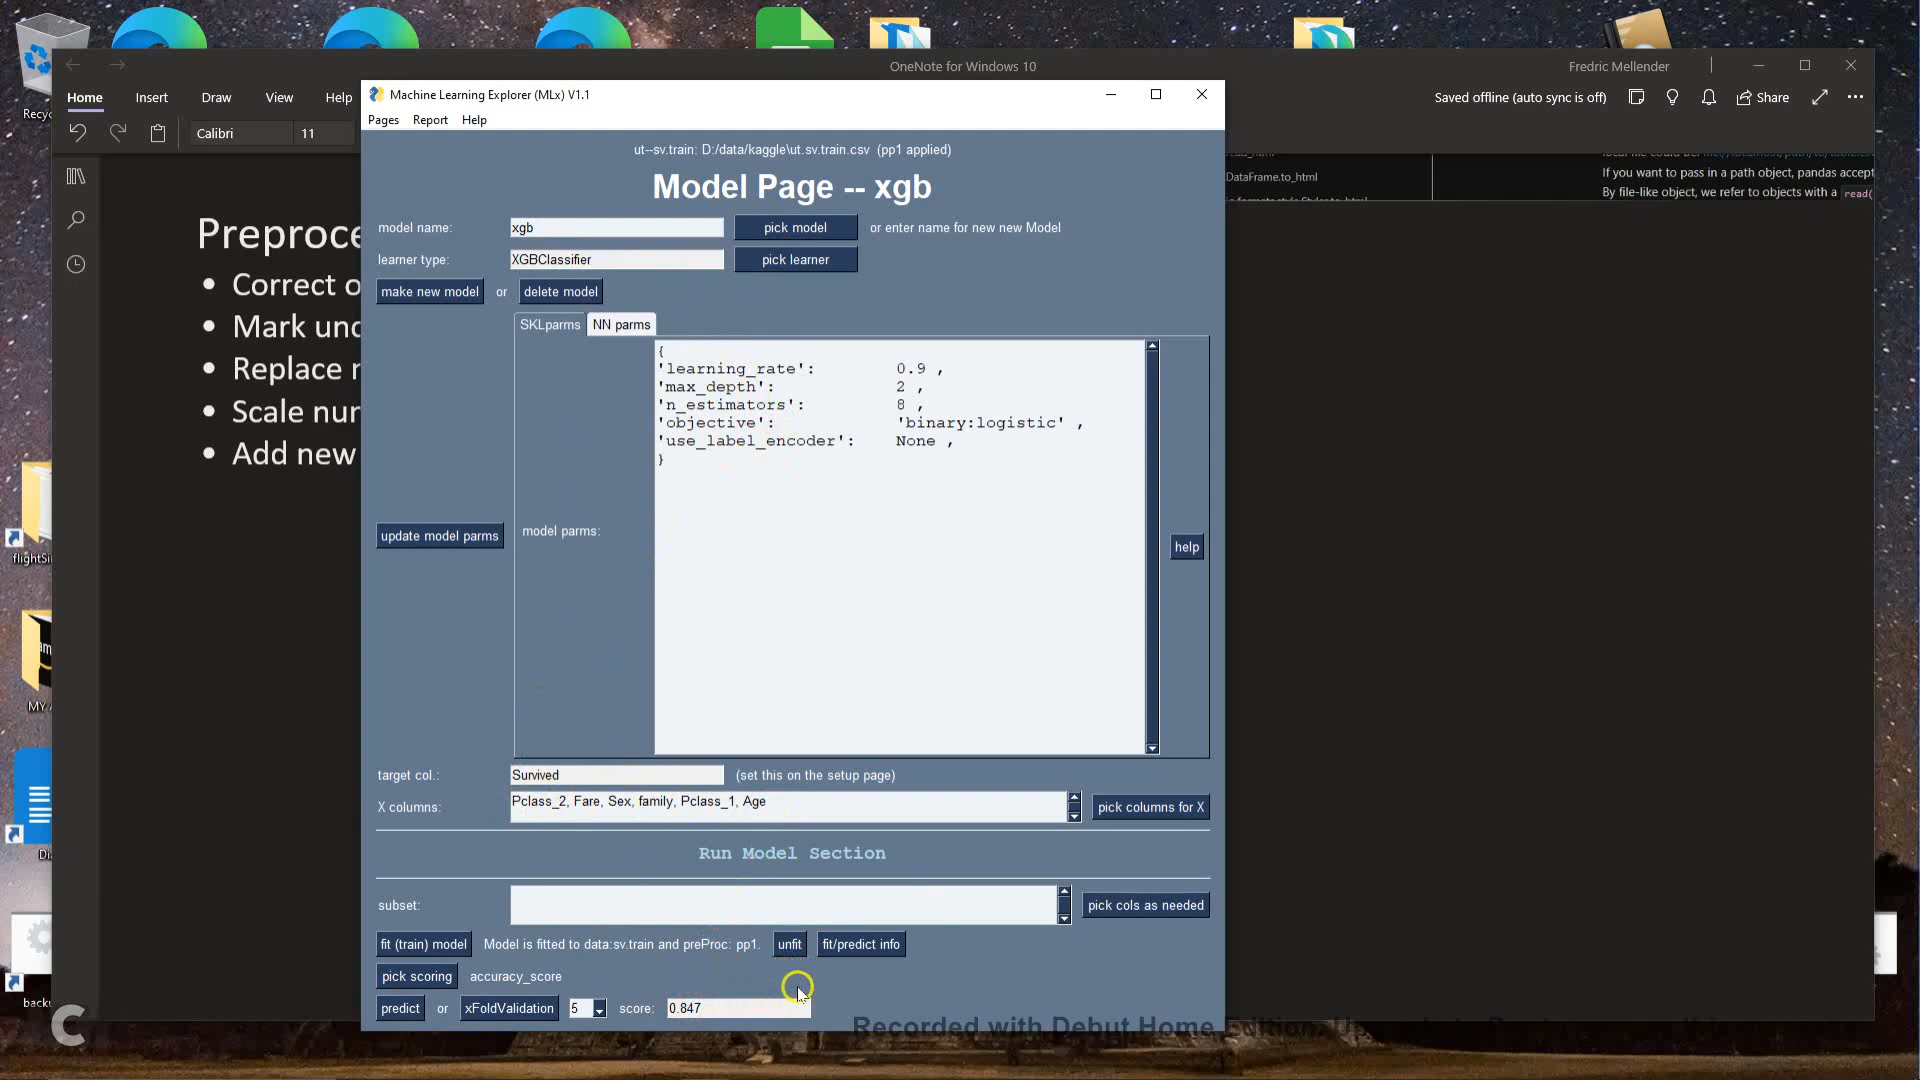 OneNote for Windows 10
Fredric Mellender
Home Insert Draw View Help
Saved offline (auto sync is off)
Share
Calibri 11
Machine Learning Explorer (MLx) V1.1
Pages Report Help
ut--sv.train: D:/data/kaggle\ut.sv.train.csv (pp1 applied)
Model Page -- xgb
model name: xgb pick model or enter name for new new Model
learner type: XGBClassifier pick learner
make new model or delete model
SKLparms NN parms
{
'learning_rate': 0.9 ,
'max_depth': 2 ,
'n_estimators': 8 ,
'objective': 'binary:logistic' ,
'use_label_encoder': None ,
}
update model parms model parms: help
target col.: Survived (set this on the setup page)
X columns: Pclass_2, Fare, Sex, family, Pclass_1, Age pick columns for X
Run Model Section
subset: pick cols as needed
fit (train) model Model is fitted to data:sv.train and preProc: pp1. unfit fit/predict info
pick scoring accuracy_score
predict or xFoldValidation 5 score: 0.847
Preproce
• Correct o
• Mark und
• Replace
• Scale nur
• Add new
DataFrame.to_html
If you want to pass in a path object, pandas accept
By file-like object, we refer to objects with a read(
Recorded with Debut Home Edition.
Recyc
flightSi
MY
Di
backu
C